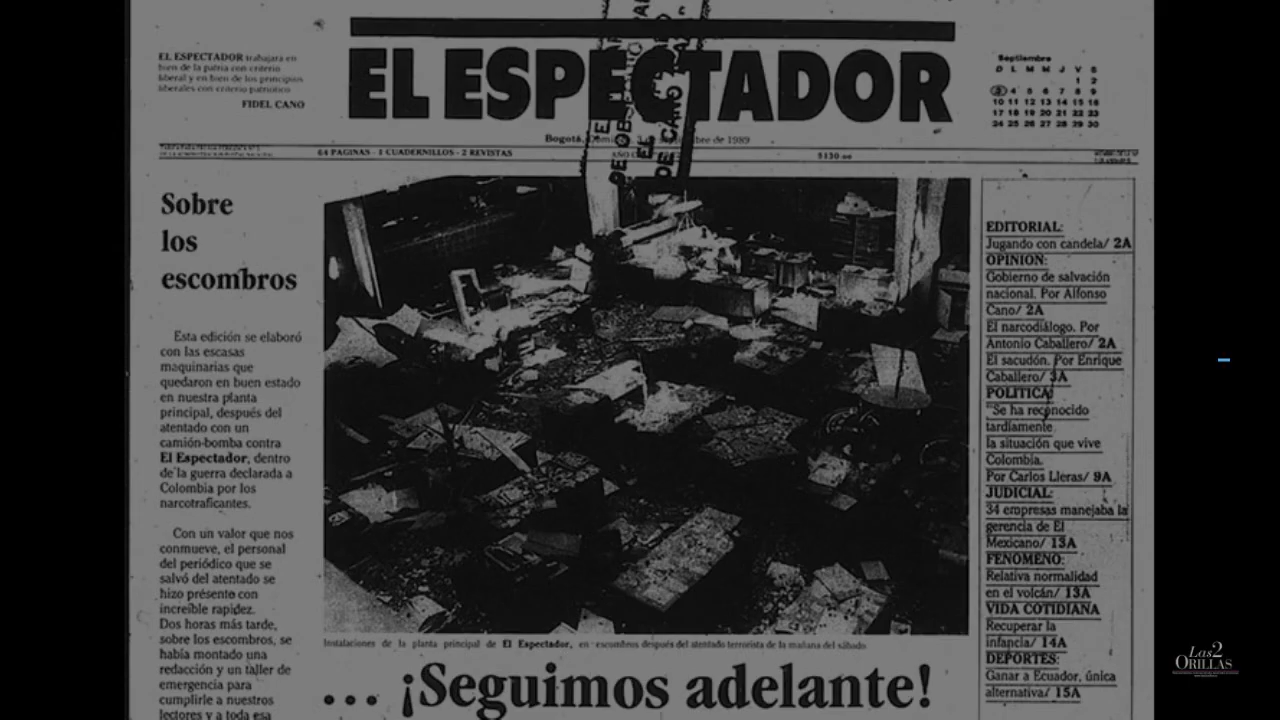 EL ESPECTADOR trabajará en
bien de la patria con criterio
liberal y en bien de los principios
liberales con criterio patriótico
FIDEL CANO
EL ESPECTADOR
Septiembre
D L M M J V S
1 2
3 4 5 6 7 8 9
10 11 12 13 14 15 16
17 18 19 20 21 22 23
24 25 26 27 28 29 30
Bogotá, de 1989
64 PAGINAS - 1 CUADERNILLOS - 2 REVISTAS
$130
Sobre
los
escombros
Esta edición se elaboró
con las escasas
maquinarias que
quedaron en buen estado
en nuestra planta
principal, después del
atentado con un
camión-bomba contra
El Espectador, dentro
de la guerra declarada a
Colombia por los
narcotraficantes.
Con un valor que nos
conmueve, el personal
del periódico que se
salvó del atentado se
hizo presente con
increíble rapidez.
Dos horas más tarde,
sobre los escombros, se
había montado una
redacción y un taller de
emergencia para
cumplirle a nuestros
lectores y a toda esa
Instalaciones de la planta principal de El Espectador, en escombros después del atentado terrorista de la mañana del sábado
... ¡Seguimos adelante!
EDITORIAL:
Jugando con candela/ 2A
OPINION:
Gobierno de salvación
nacional. Por Alfonso
Cano/ 2A
El narcodiálogo. Por
Antonio Caballero/ 2A
El sacudón. Por Enrique
Caballero/ 3A
POLITICA:
"Se ha reconocido
tardíamente
la situación que vive
Colombia.
Por Carlos Lleras/ 9A
JUDICIAL:
34 empresas manejaba la
gerencia de El
Mexicano/ 13A
FENOMENO:
Relativa normalidad
en el volcán/ 13A
VIDA COTIDIANA
Recuperar la
infancia/ 14A
DEPORTES:
Ganar a Ecuador, única
alternativa/ 15A
Las2
ORILLAS